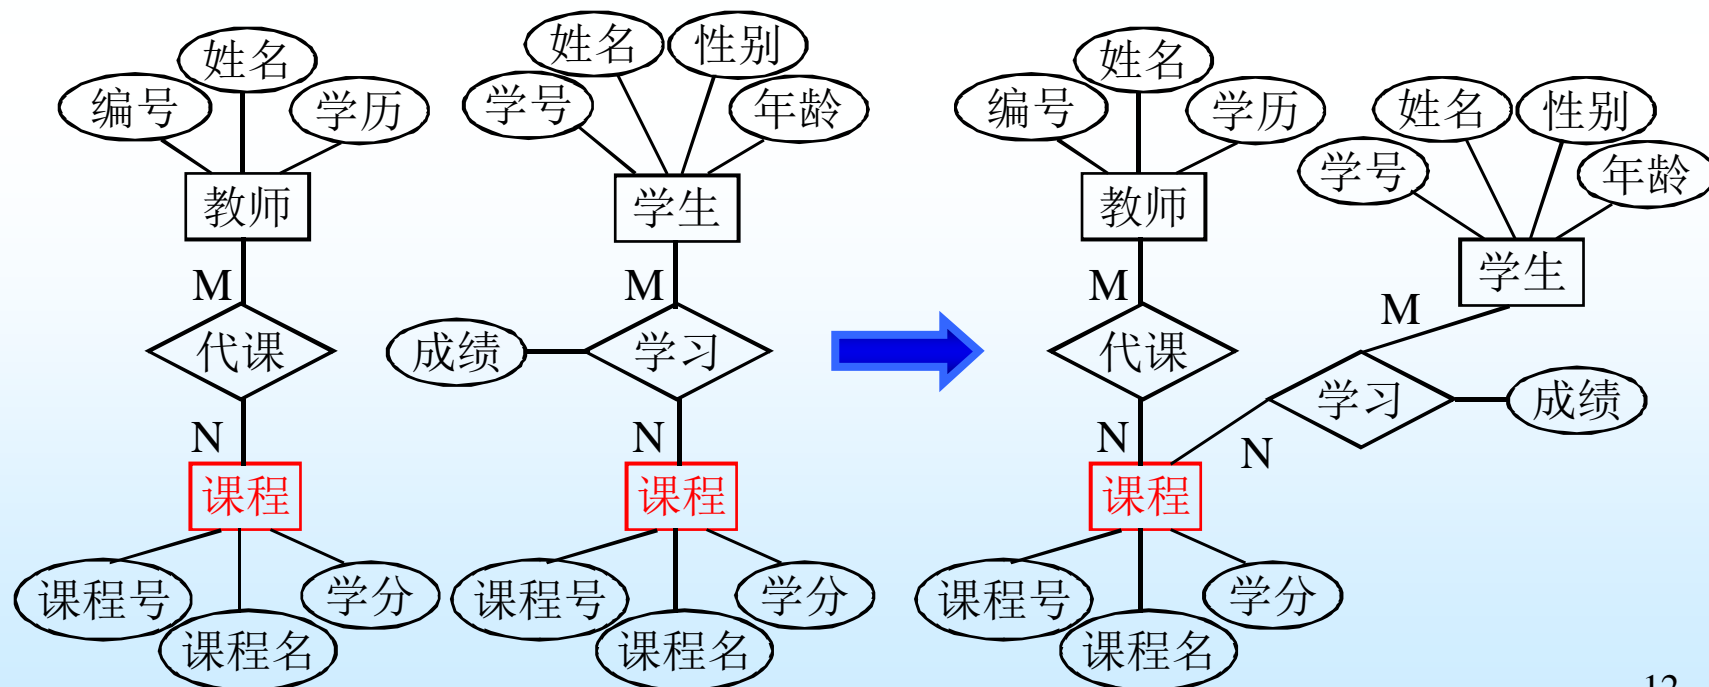 姓名
编号
学历
教师
M
代课
N
课程
课程号
学分
课程名
姓名
性别
学号
年龄
学生
M
成绩
学习
N
课程
课程号
学分
课程名
姓名
编号
学历
教师
M
代课
N
课程
课程号
学分
课程名
姓名
性别
学号
年龄
学生
M
学习
成绩
N
12